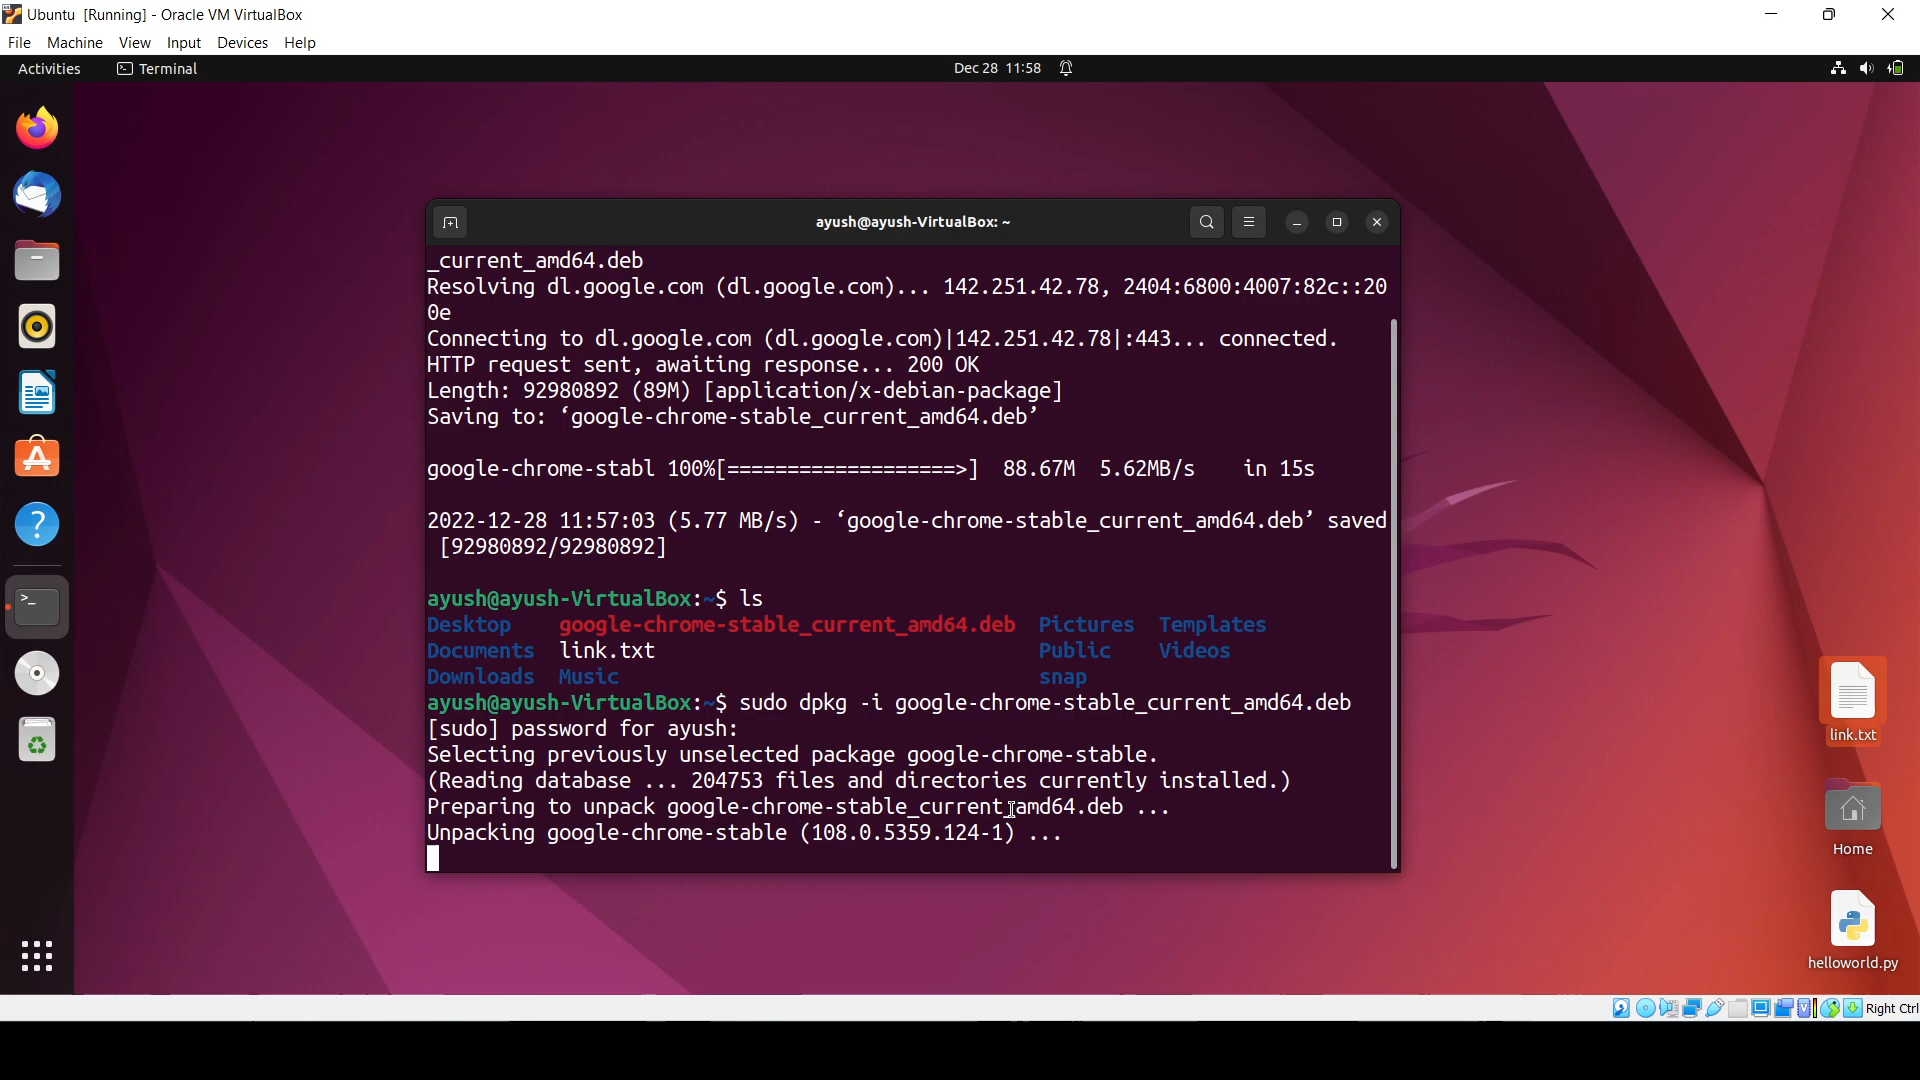 Ubuntu [Running] - Oracle VM VirtualBox
File Machine View Input Devices Help
Activities Terminal Dec 28 11:58
ayush@ayush-VirtualBox: ~
_current_amd64.deb
Resolving dl.google.com (dl.google.com)... 142.251.42.78, 2404:6800:4007:82c::20
0e
Connecting to dl.google.com (dl.google.com)|142.251.42.78|:443... connected.
HTTP request sent, awaiting response... 200 OK
Length: 92980892 (89M) [application/x-debian-package]
Saving to: ‘google-chrome-stable_current_amd64.deb’
google-chrome-stabl 100%[===================>] 88.67M 5.62MB/s in 15s
2022-12-28 11:57:03 (5.77 MB/s) - ‘google-chrome-stable_current_amd64.deb’ saved
[92980892/92980892]
ayush@ayush-VirtualBox:~$ ls
Desktop google-chrome-stable_current_amd64.deb Pictures Templates
Documents link.txt Public Videos
Downloads Music snap
ayush@ayush-VirtualBox:~$ sudo dpkg -i google-chrome-stable_current_amd64.deb
[sudo] password for ayush:
Selecting previously unselected package google-chrome-stable.
(Reading database ... 204753 files and directories currently installed.)
Preparing to unpack google-chrome-stable_current_amd64.deb ...
Unpacking google-chrome-stable (108.0.5359.124-1) ...
link.txt
Home
helloworld.py
Right Ctrl